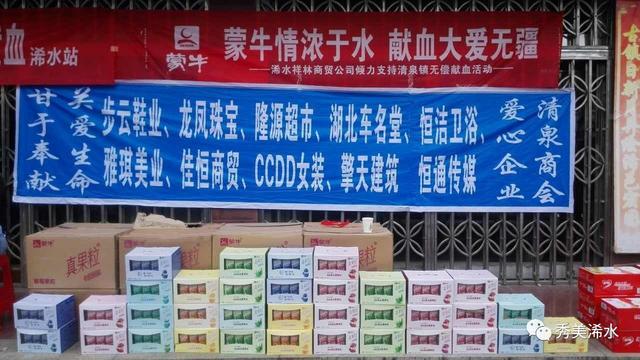 血 浠水站
蒙牛
蒙牛情浓于水 献血大爱无疆
浠水祥林商贸公司倾力支持清泉镇无偿献血活动
关爱生命
甘于奉献
步云鞋业、龙凤珠宝、隆源超市、湖北车名堂、恒洁卫浴、
雅琪美业、佳恒商贸、CCDD女装、擎天建筑 恒通传媒
清泉商会
爱心企业
蒙牛
真果粒
秀美浠水